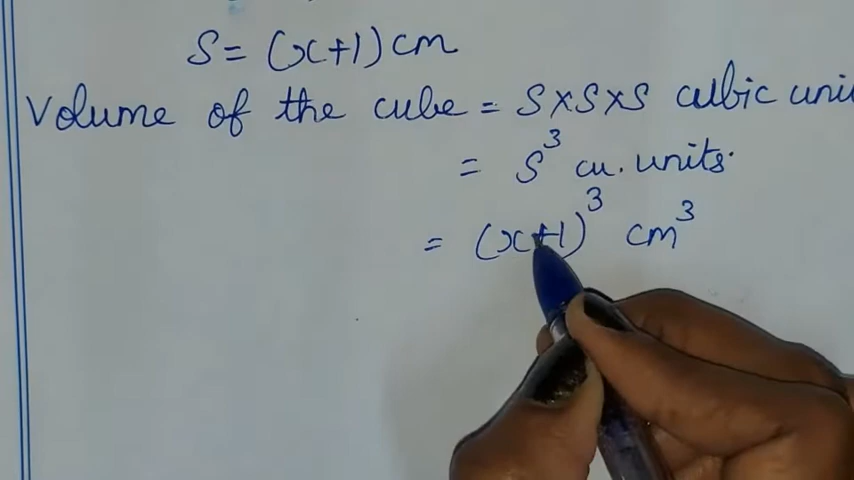 S = (x+1) cm
Volume of the cube = S×S×S cubic
= S³ cu. units.
= (x+1)³ cm³